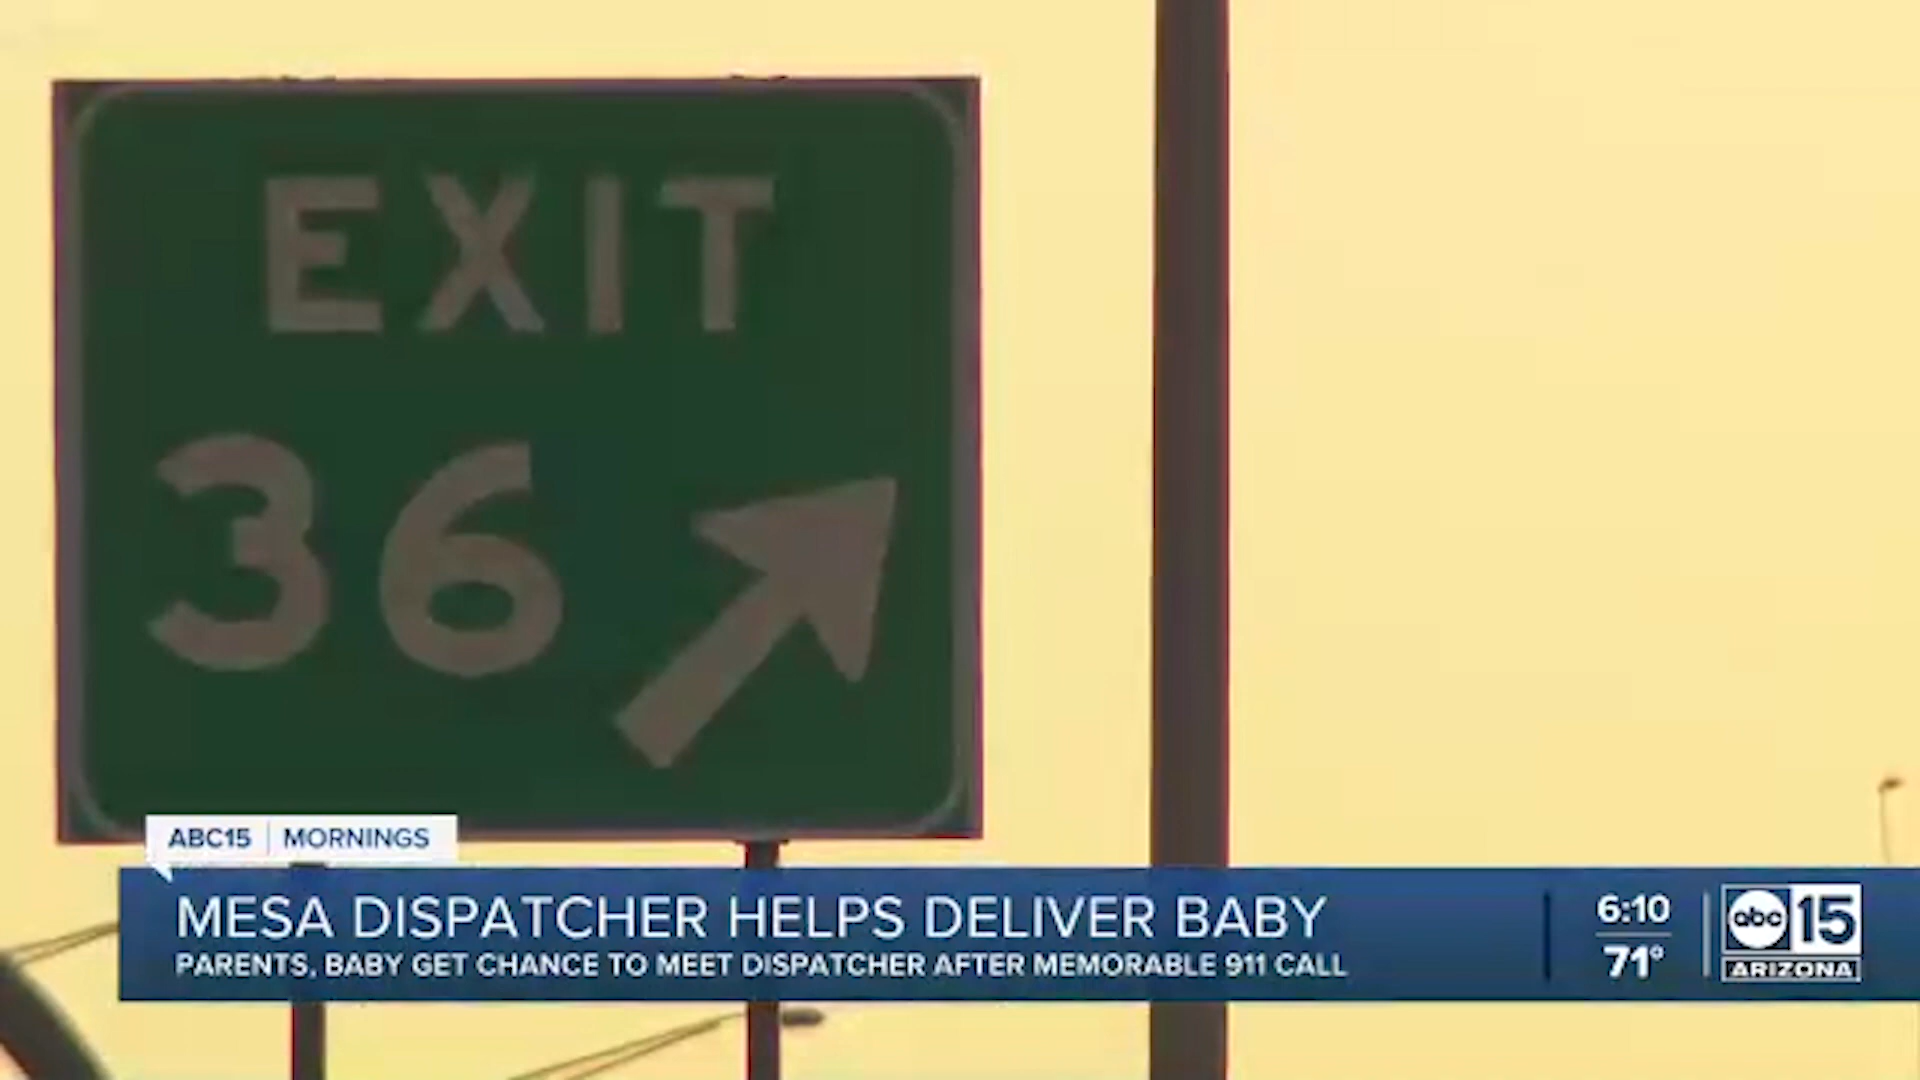 EXIT
36
ABC15 MORNINGS
MESA DISPATCHER HELPS DELIVER BABY
PARENTS, BABY GET CHANCE TO MEET DISPATCHER AFTER MEMORABLE 911 CALL
6:10
71°
abc 15
ARIZONA